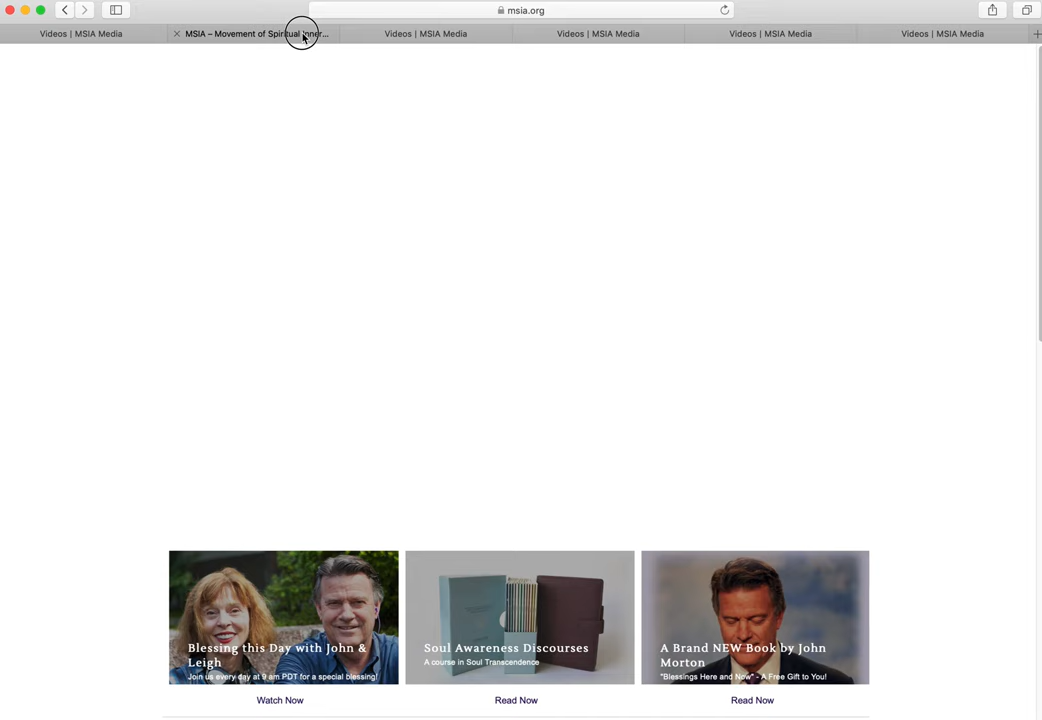 msia.org
Videos | MSIA Media
MSIA – Movement of Spiritual Inner...
Videos | MSIA Media
Videos | MSIA Media
Videos | MSIA Media
Videos | MSIA Media
Blessing this Day with John &
Leigh
Join us every day at 9 am PDT for a special blessing!
Watch Now
Soul Awareness Discourses
A course in Soul Transcendence
Read Now
A Brand NEW Book by John
Morton
"Blessings Here and Now" - A Free Gift to You!
Read Now